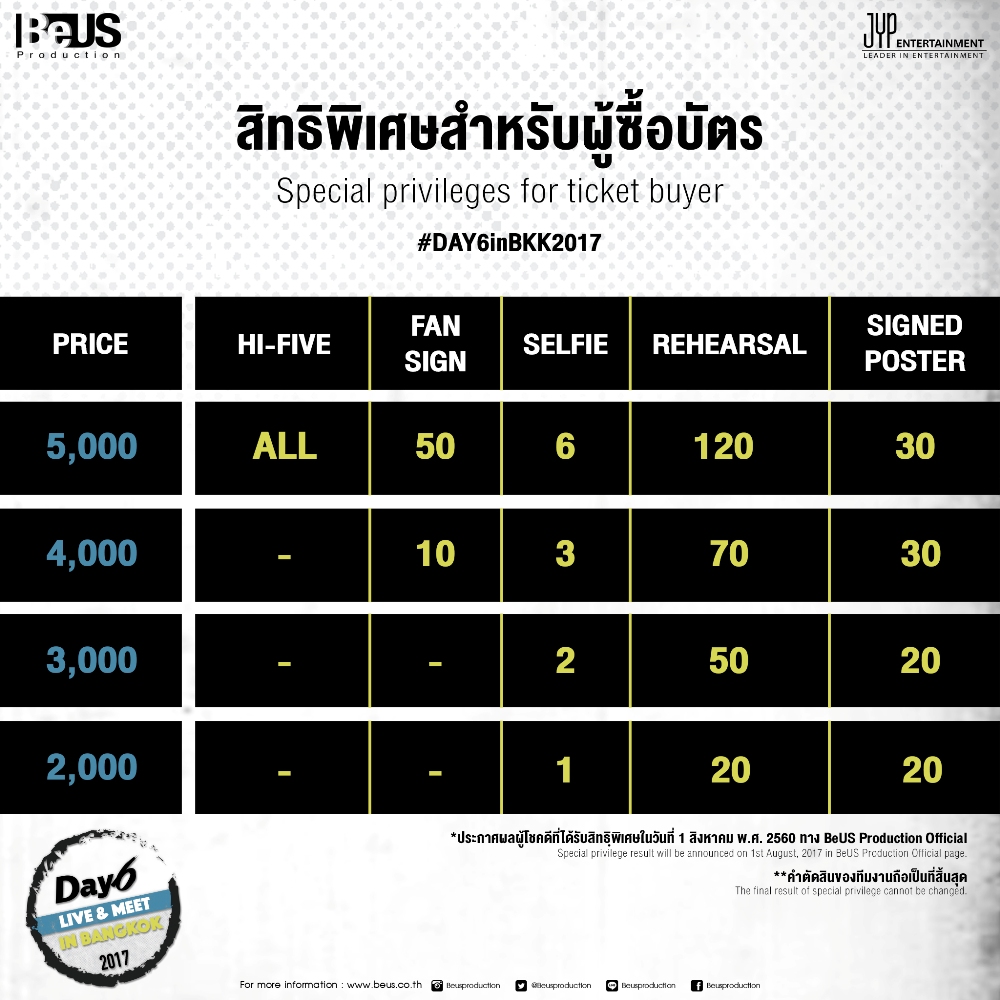 BeUS
Production
JYP ENTERTAINMENT
LEADER IN ENTERTAINMENT
สิทธิพิเศษสำหรับผู้ซื้อบัตร
Special privileges for ticket buyer
#DAY6inBKK2017
PRICE HI-FIVE FAN SIGN SELFIE REHEARSAL SIGNED POSTER
5,000 ALL 50 6 120 30
4,000 - 10 3 70 30
3,000 - - 2 50 20
2,000 - - 1 20 20
*ประกาศผลผู้โชคดีที่ได้รับสิทธิพิเศษในวันที่ 1 สิงหาคม พ.ศ. 2560 ทาง BeUS Production Official
Special privilege result will be announced on 1st August, 2017 in BeUS Production Official page.
**คำตัดสินของทีมงานถือเป็นที่สิ้นสุด
The final result of special privilege cannot be changed.
Day6
LIVE & MEET
IN BANGKOK
2017
For more information : www.beus.co.th Beusproduction @Beusproduction Beusproduction Beusproduction